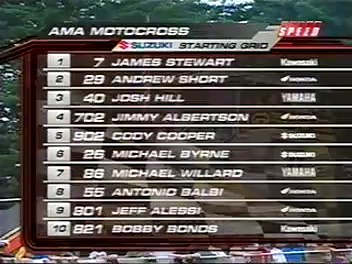 AMA MOTOCROSS
SPEED
SUZUKI STARTING GRID
1 7 JAMES STEWART Kawasaki
2 29 ANDREW SHORT HONDA
3 40 JOSH HILL YAMAHA
4 702 JIMMY ALBERTSON HONDA
5 902 CODY COOPER SUZUKI
6 26 MICHAEL BYRNE SUZUKI
7 86 MICHAEL WILLARD YAMAHA
8 55 ANTONIO BALBI HONDA
9 801 JEFF ALESSI HONDA
10 821 BOBBY BONDS Kawasaki